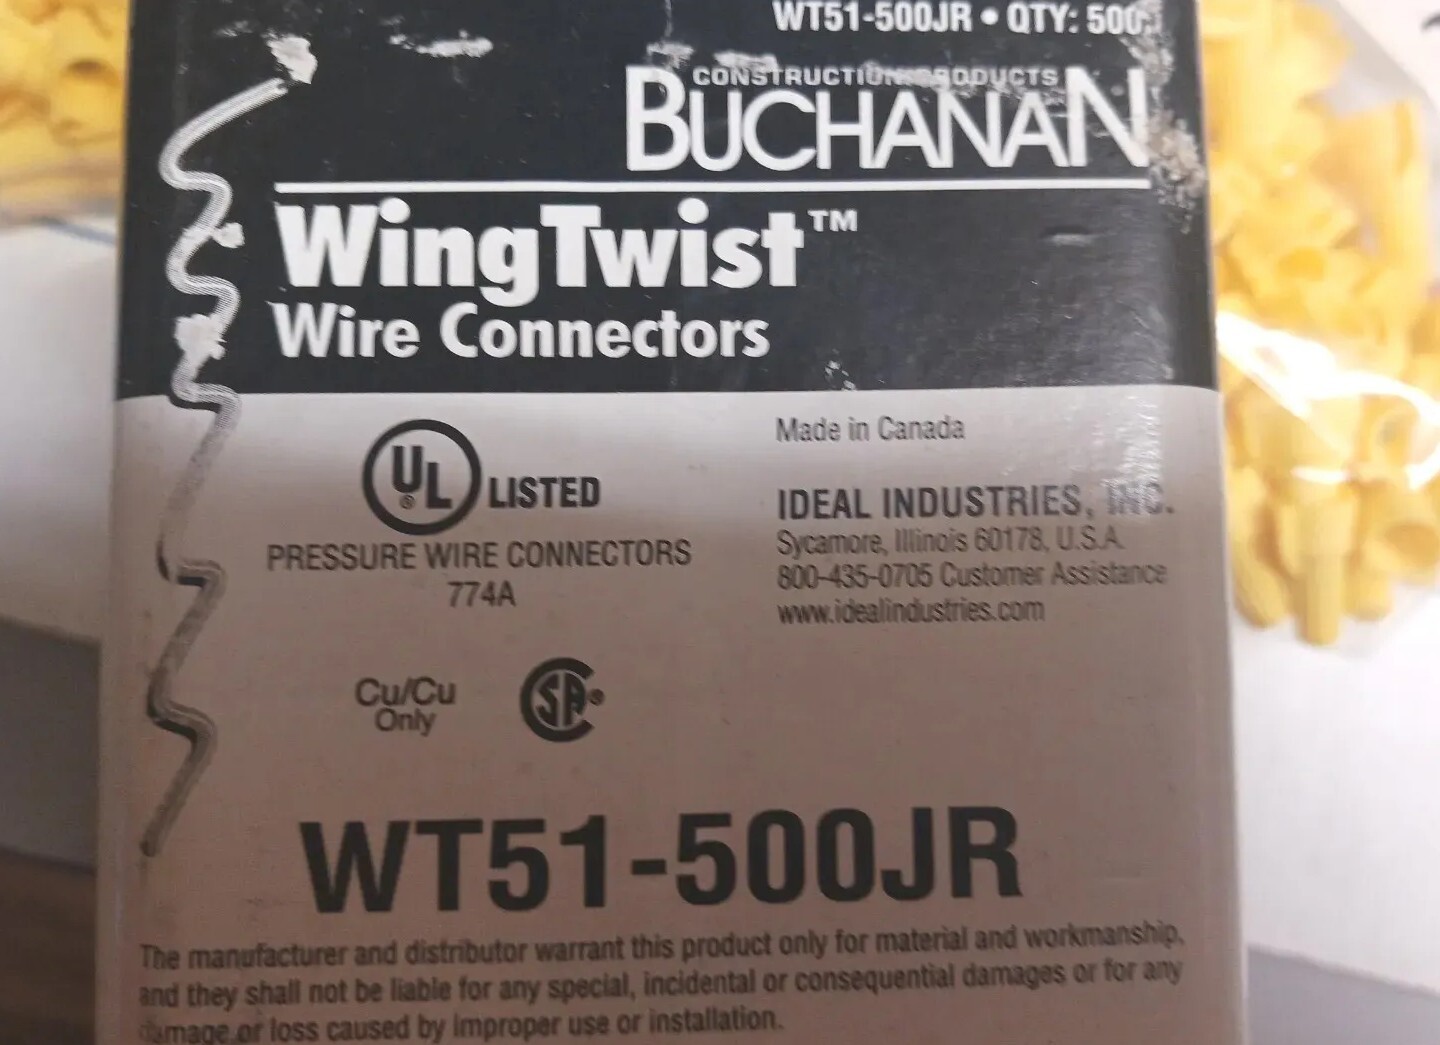 WT51-500JR • QTY: 500
CONSTRUCTION PRODUCTS
BUCHANAN
WingTwist™
Wire Connectors
UL® LISTED
PRESSURE WIRE CONNECTORS
774A
Cu/Cu
Only
CSA®
Made in Canada
IDEAL INDUSTRIES, INC.
Sycamore, Illinois 60178, U.S.A.
800-435-0705 Customer Assistance
www.idealindustries.com
WT51-500JR
The manufacturer and distributor warrant this product only for material and workmanship,
and they shall not be liable for any special, incidental or consequential damages or for any
damage or loss caused by improper use or installation.